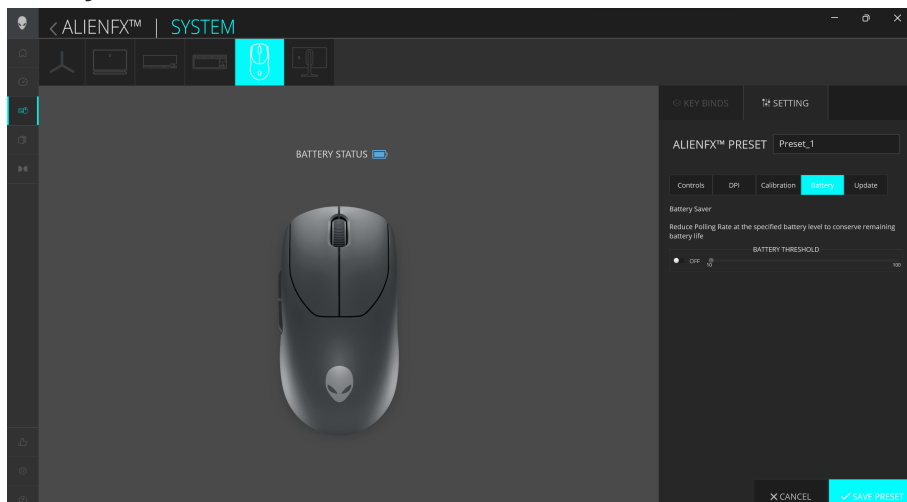 ALIENFX™ | SYSTEM
KEY BINDS
SETTING
BATTERY STATUS
ALIENFX™ PRESET
Preset_1
Controls
DPI
Calibration
Battery
Update
Battery Saver
Reduce Polling Rate at the specified battery level to conserve remaining
battery life
BATTERY THRESHOLD
OFF
10
100
CANCEL
SAVE PRESET